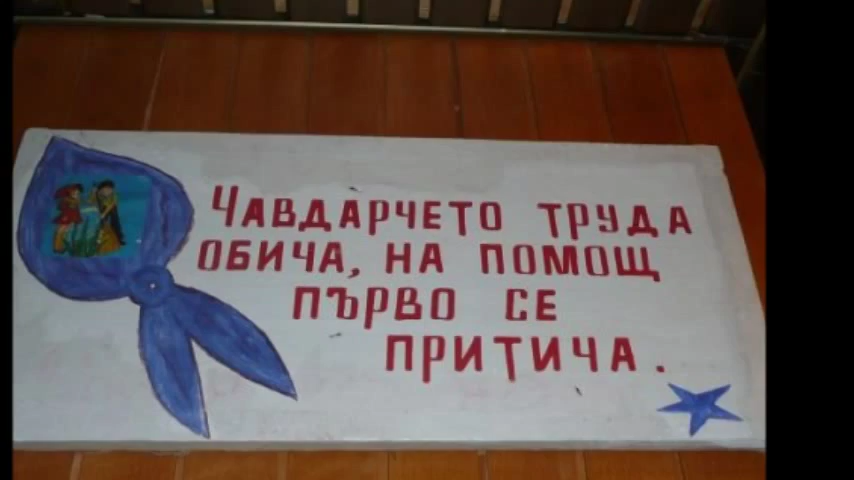 Чавдарчето труда
обича, на помощ
първо се
притича.